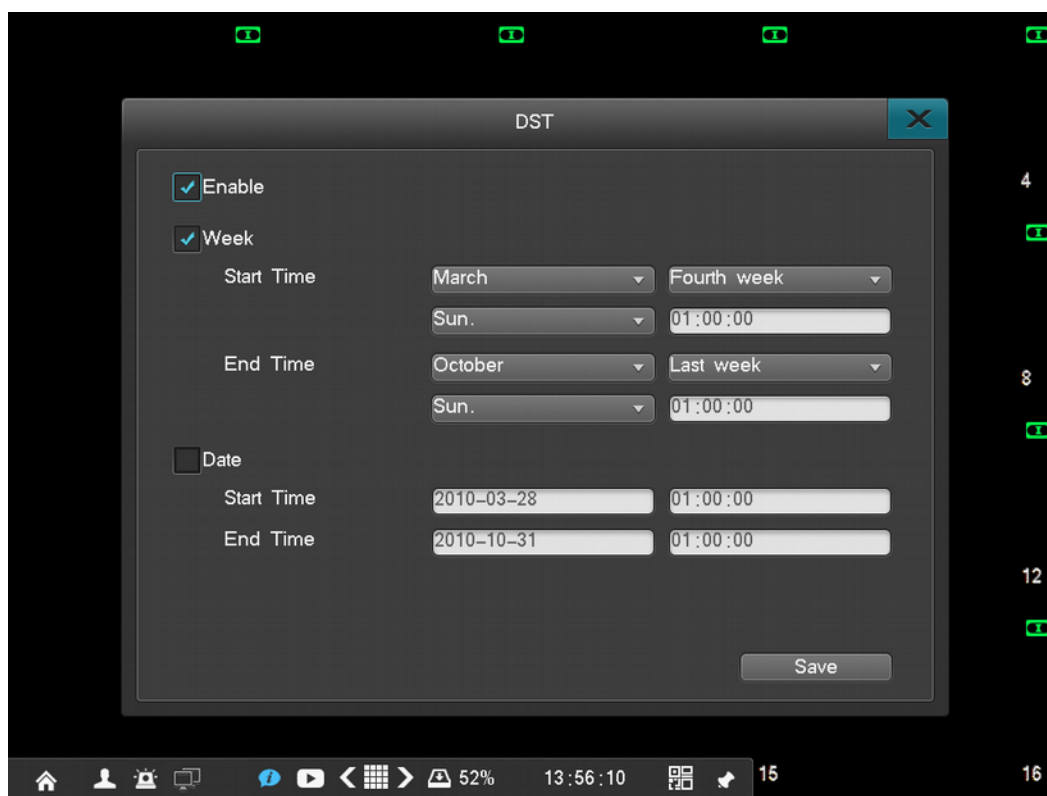 DST
Enable
4
Week
Start Time March Fourth week
Sun. 01:00:00
End Time October Last week
8
Sun. 01:00:00
Date
Start Time 2010-03-28 01:00:00
End Time 2010-10-31 01:00:00
12
Save
52% 13:56:10 15 16